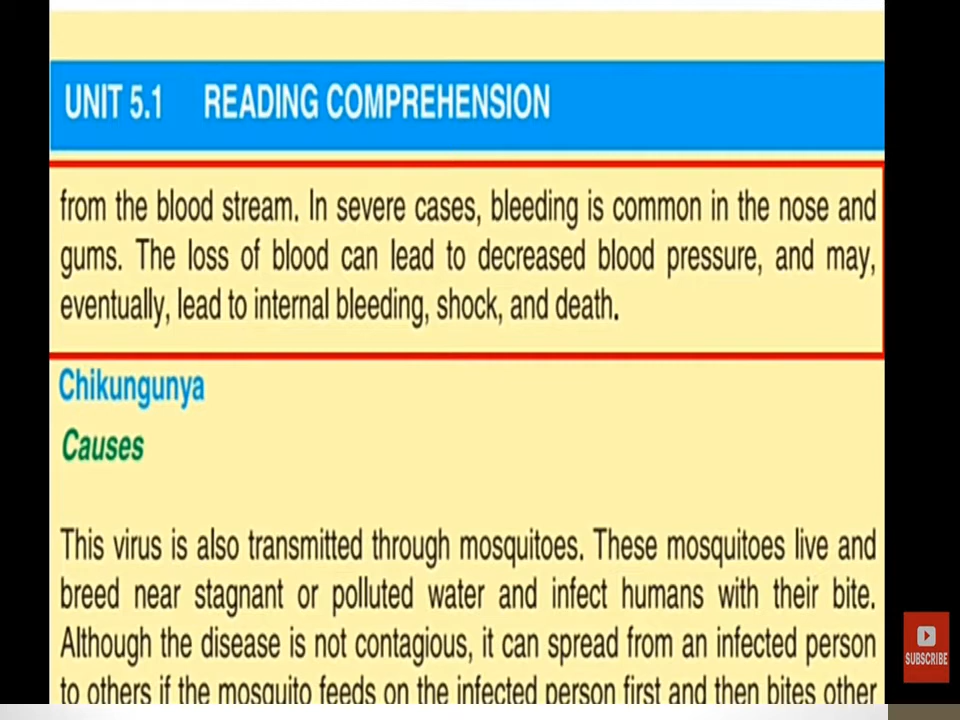 UNIT 5.1 READING COMPREHENSION
from the blood stream. In severe cases, bleeding is common in the nose and
gums. The loss of blood can lead to decreased blood pressure, and may,
eventually, lead to internal bleeding, shock, and death.
Chikungunya
Causes
This virus is also transmitted through mosquitoes. These mosquitoes live and
breed near stagnant or polluted water and infect humans with their bite.
Although the disease is not contagious, it can spread from an infected person
to others if the mosquito feeds on the infected person first and then bites other
SUBSCRIBE